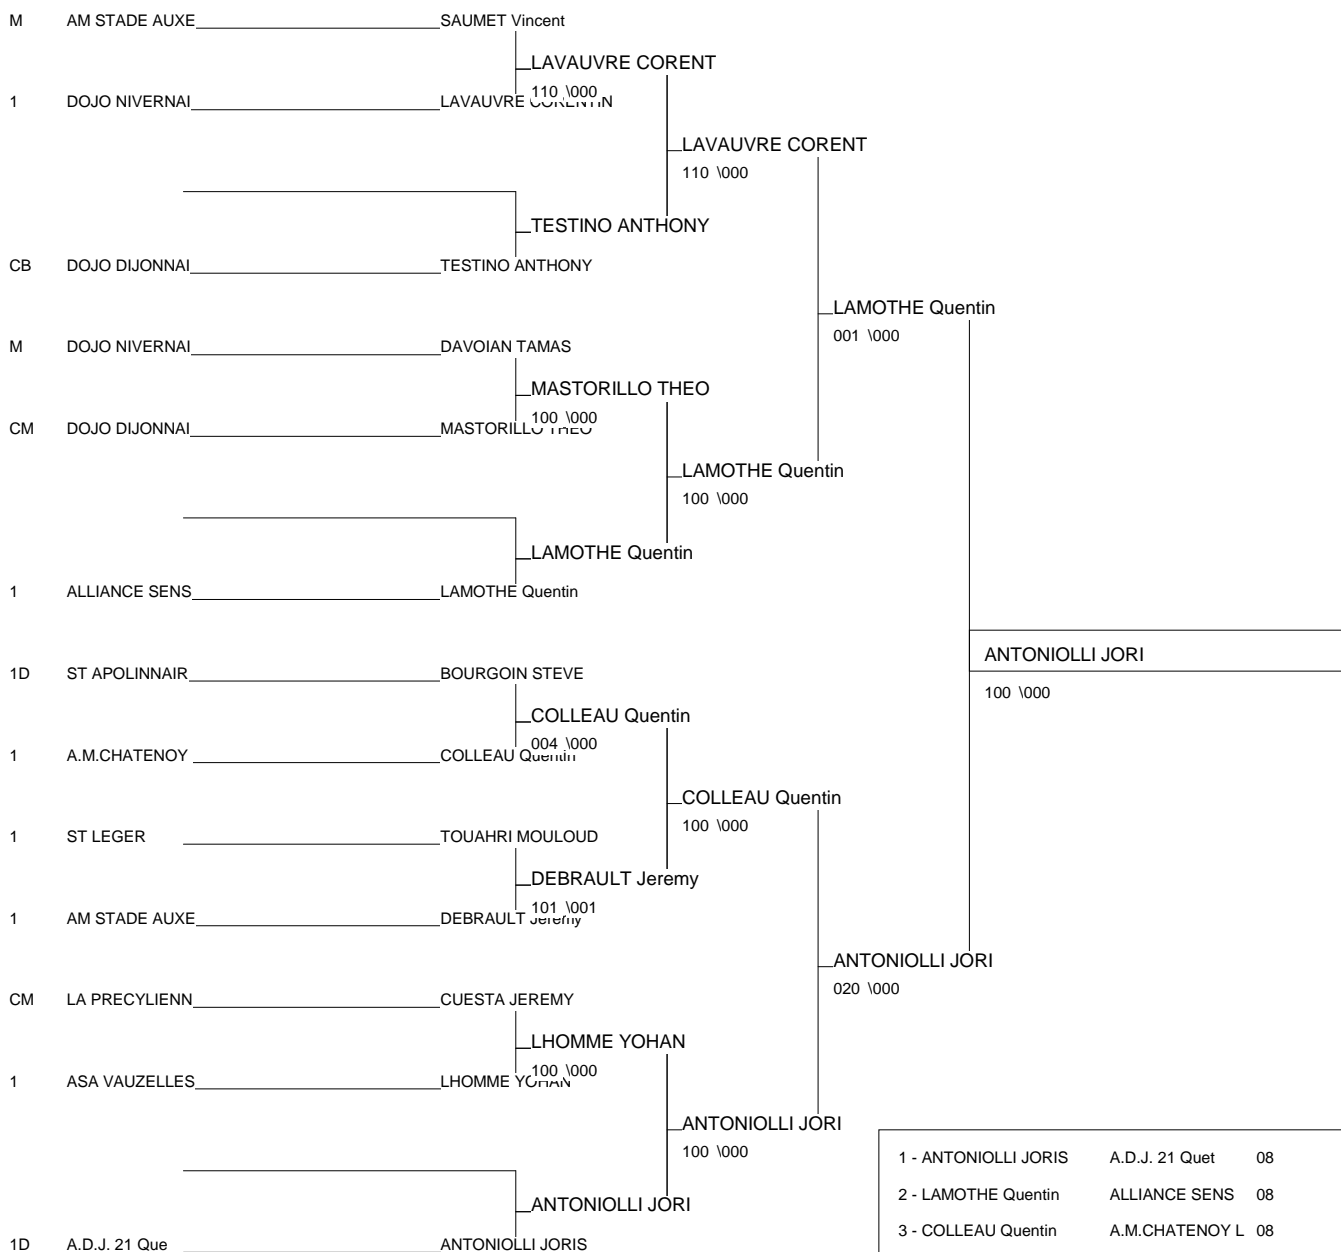 M AM STADE AUXE SAUMET Vincent
LAVAUVRE CORENT
110 \000
1 DOJO NIVERNAI LAVAUVRE CORENTIN
LAVAUVRE CORENT
110 \000
TESTINO ANTHONY
CB DOJO DIJONNAI TESTINO ANTHONY
LAMOTHE Quentin
001 \000
M DOJO NIVERNAI DAVOIAN TAMAS
MASTORILLO THEO
100 \000
CM DOJO DIJONNAI MASTORILLO THEO
LAMOTHE Quentin
100 \000
LAMOTHE Quentin
1 ALLIANCE SENS LAMOTHE Quentin
ANTONIOLLI JORI
100 \000
1D ST APOLINNAIR BOURGOIN STEVE
COLLEAU Quentin
004 \000
1 A.M.CHATENOY COLLEAU Quentin
COLLEAU Quentin
100 \000
1 ST LEGER TOUAHRI MOULOUD
DEBRAULT Jeremy
101 \001
1 AM STADE AUXE DEBRAULT Jeremy
ANTONIOLLI JORI
020 \000
CM LA PRECYLIENN CUESTA JEREMY
LHOMME YOHAN
100 \000
1 ASA VAUZELLES LHOMME YOHAN
ANTONIOLLI JORI
100 \000
1 - ANTONIOLLI JORIS A.D.J. 21 Quet 08
2 - LAMOTHE Quentin ALLIANCE SENS 08
ANTONIOLLI JORI
3 - COLLEAU Quentin A.M.CHATENOY L 08
1D A.D.J. 21 Que ANTONIOLLI JORIS